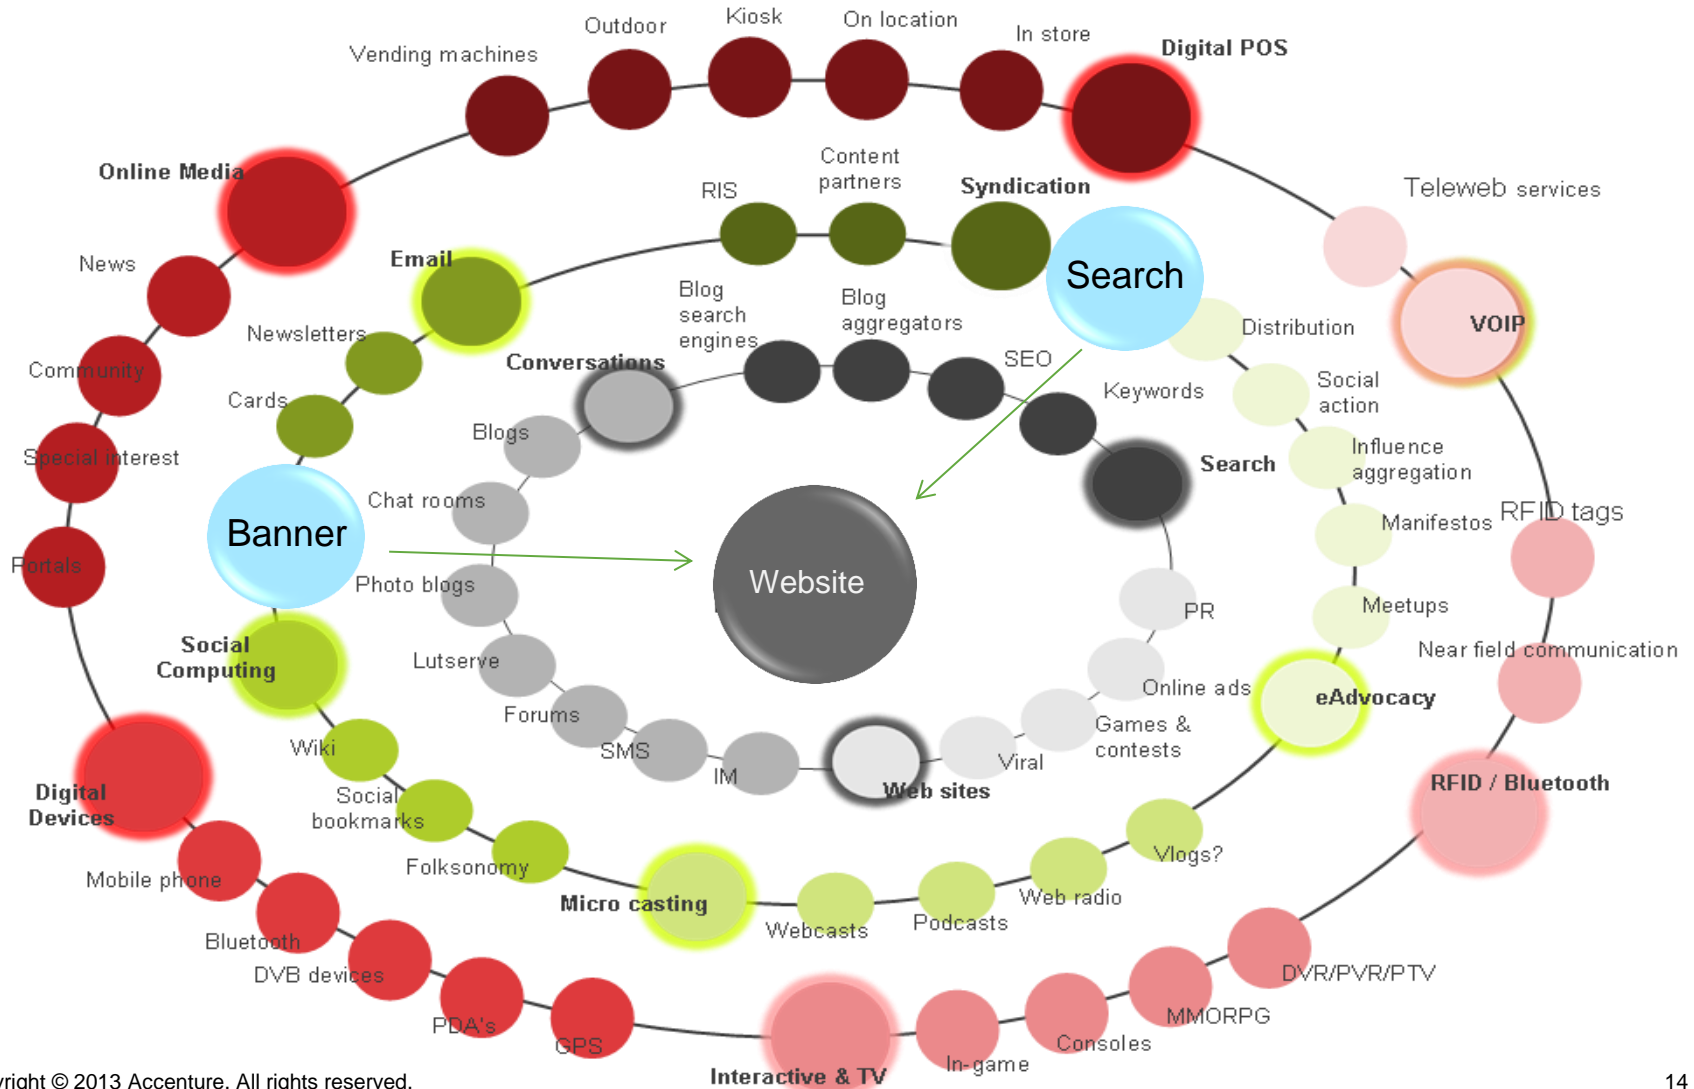 Kiosk
On location
Outdoor
In store
Vending machines
Digital POS
Online Media
Content
partners
RIS
Syndication
Teleweb services
News
Email
Search
Blog
search
engines
Blog
aggregators
Distribution
VOIP
Newsletters
Conversations
SEO
Community
Keywords
Social
action
Cards
Blogs
Influence
aggregation
Special interest
Search
Chat rooms
Manifestos
RFID tags
Banner
Portals
Photo blogs
Website
PR
Meetups
Social
Computing
Lutserve
Near field communication
Online ads
eAdvocacy
Forums
Games &
contests
Wiki
SMS
IM
Viral
Web sites
RFID / Bluetooth
Digital
Devices
Social
bookmarks
Folksonomy
Vlogs?
Mobile phone
Micro casting
Web radio
Webcasts
Podcasts
Bluetooth
DVB devices
DVR/PVR/PTV
PDA's
MMORPG
GPS
Consoles
In-game
Interactive & TV
yright © 2013 Accenture. All rights reserved.
14